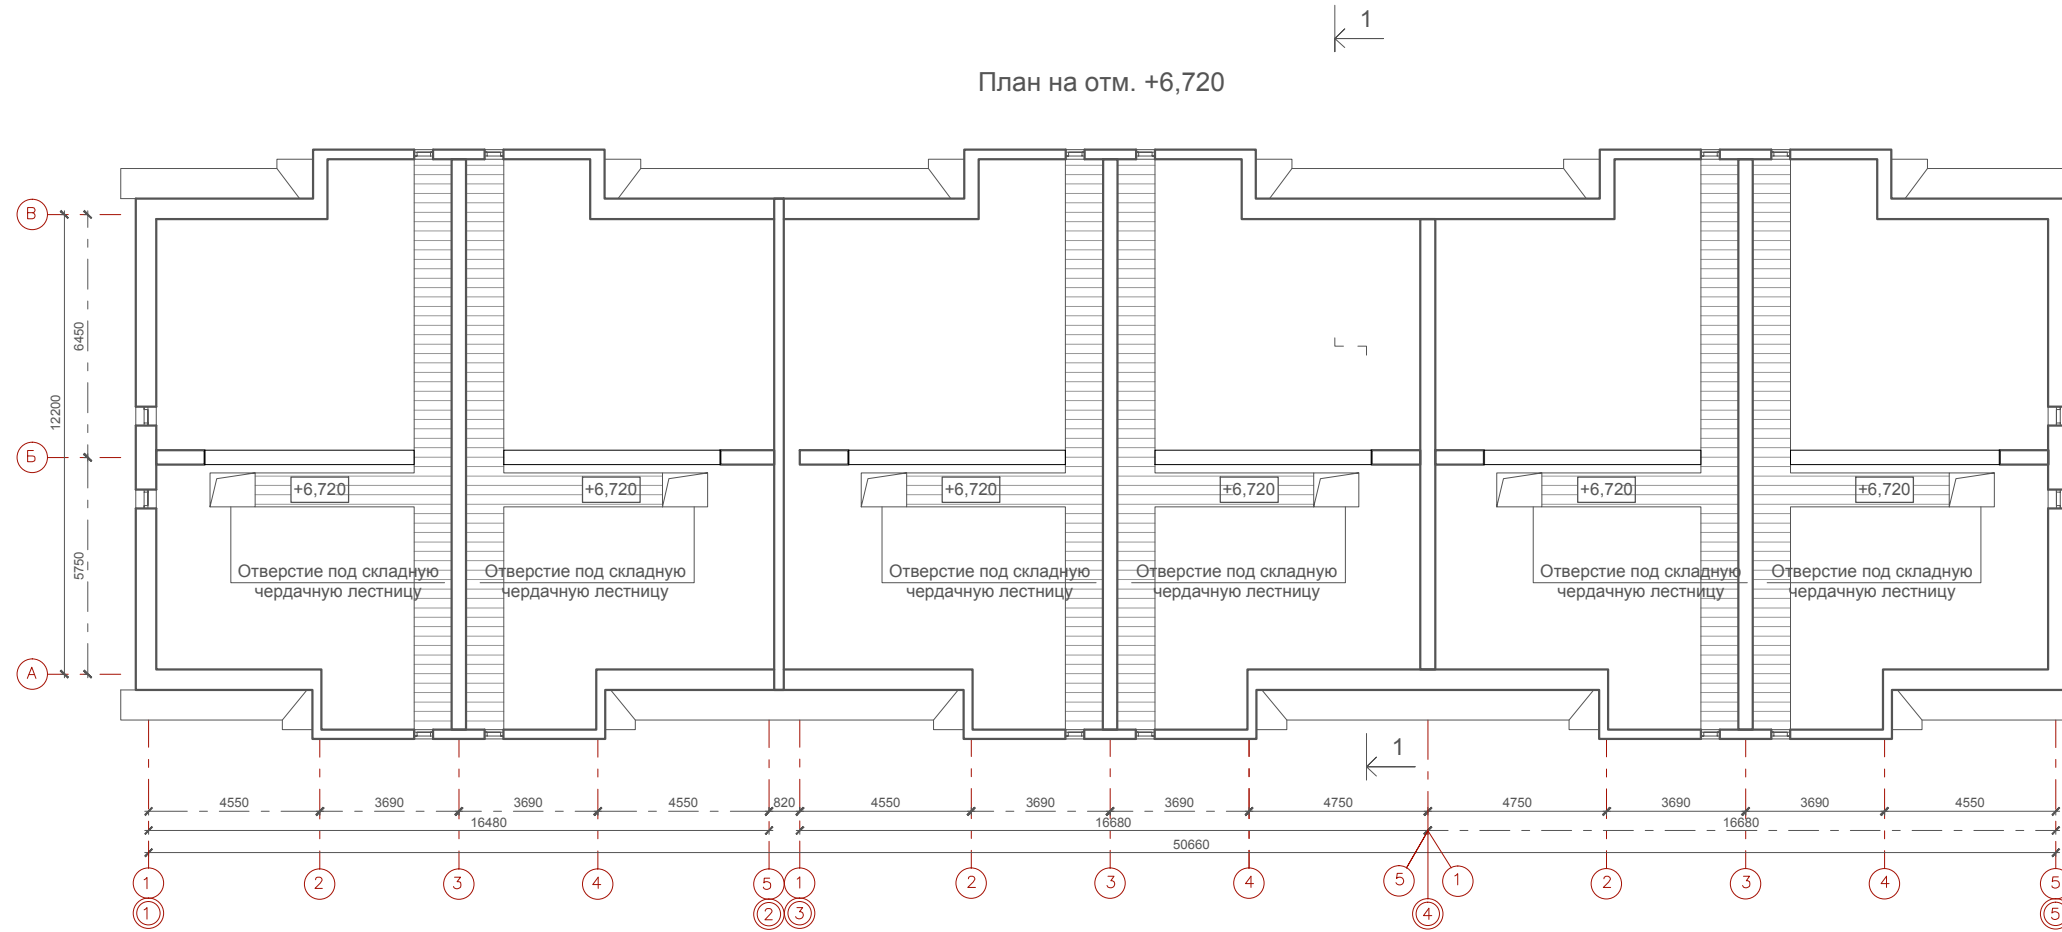 1
План на отм. +6,720
В
6450
12200
Б
+6,720 +6,720 +6,720 +6,720 +6,720 +6,720
5750
Отверстие под складную Отверстие под складную Отверстие под складную Отверстие под складную Отверстие под складную Отверстие под складную
чердачную лестницу чердачную лестницу чердачную лестницу чердачную лестницу чердачную лестницу чердачную лестницу
А
1
4550 3690 3690 4550 820 4550 3690 3690 4750 4750 3690 3690 4550
16480 16680 16680
50660
1 2 3 4 5 1 2 3 4 5 1 2 3 4 5
1 2 3 4 5